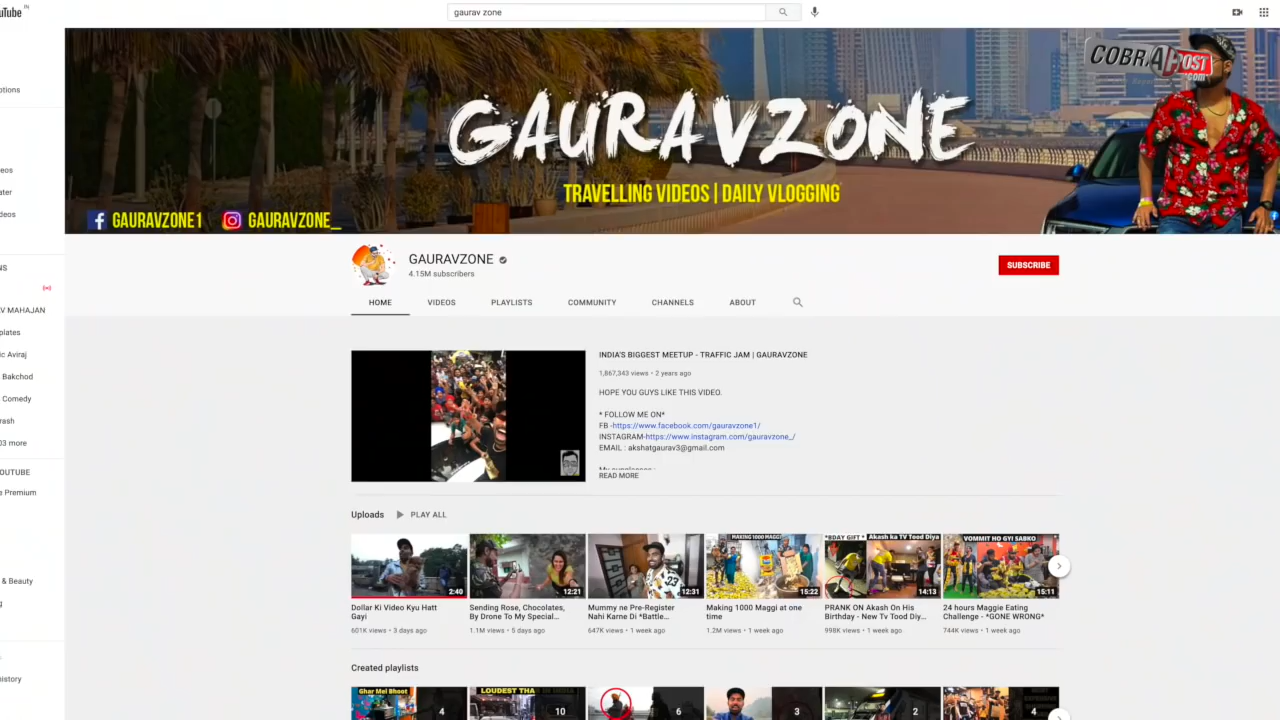 uTube IN
gaurav zone
COBRAPOST
.com
GAURAVZONE
TRAVELLING VIDEOS | DAILY VLOGGING
GAURAVZONE1
GAURAVZONE_
GAURAVZONE
4.15M subscribers
SUBSCRIBE
HOME VIDEOS PLAYLISTS COMMUNITY CHANNELS ABOUT
ptions
eos
ater
deos
NS
V MAHAJAN
plates
ic Aviraj
Bakchod
Comedy
rash
03 more
OUTUBE
e Premium
& Beauty
g
istory
INDIA'S BIGGEST MEETUP - TRAFFIC JAM | GAURAVZONE
1,867,343 views • 2 years ago
HOPE YOU GUYS LIKE THIS VIDEO.
* FOLLOW ME ON*
FB -https://www.facebook.com/gauravzone1/
INSTAGRAM-https://www.instagram.com/gauravzone_/
EMAIL : akshatgaurav3@gmail.com
READ MORE
Uploads PLAY ALL
2:40
12:21
12:31
MAKING 1000 MAGGI
15:22
*BDAY GIFT * Akash ka TV Tood Diya
14:13
VOMMIT HO GYI SABKO
15:11
Dollar Ki Video Kyu Hatt
Gayi
601K views • 3 days ago
Sending Rose, Chocolates,
By Drone To My Special...
1.1M views • 5 days ago
Mummy ne Pre-Register
Nahi Karne Di *Battle...
647K views • 1 week ago
Making 1000 Maggi at one
time
1.2M views • 1 week ago
PRANK ON Akash On His
Birthday - New Tv Tood Diy...
998K views • 1 week ago
24 hours Maggie Eating
Challenge - *GONE WRONG*
744K views • 1 week ago
Created playlists
Ghar Mei Bhoot
4
LOUDEST THA
10
6
3
2
4